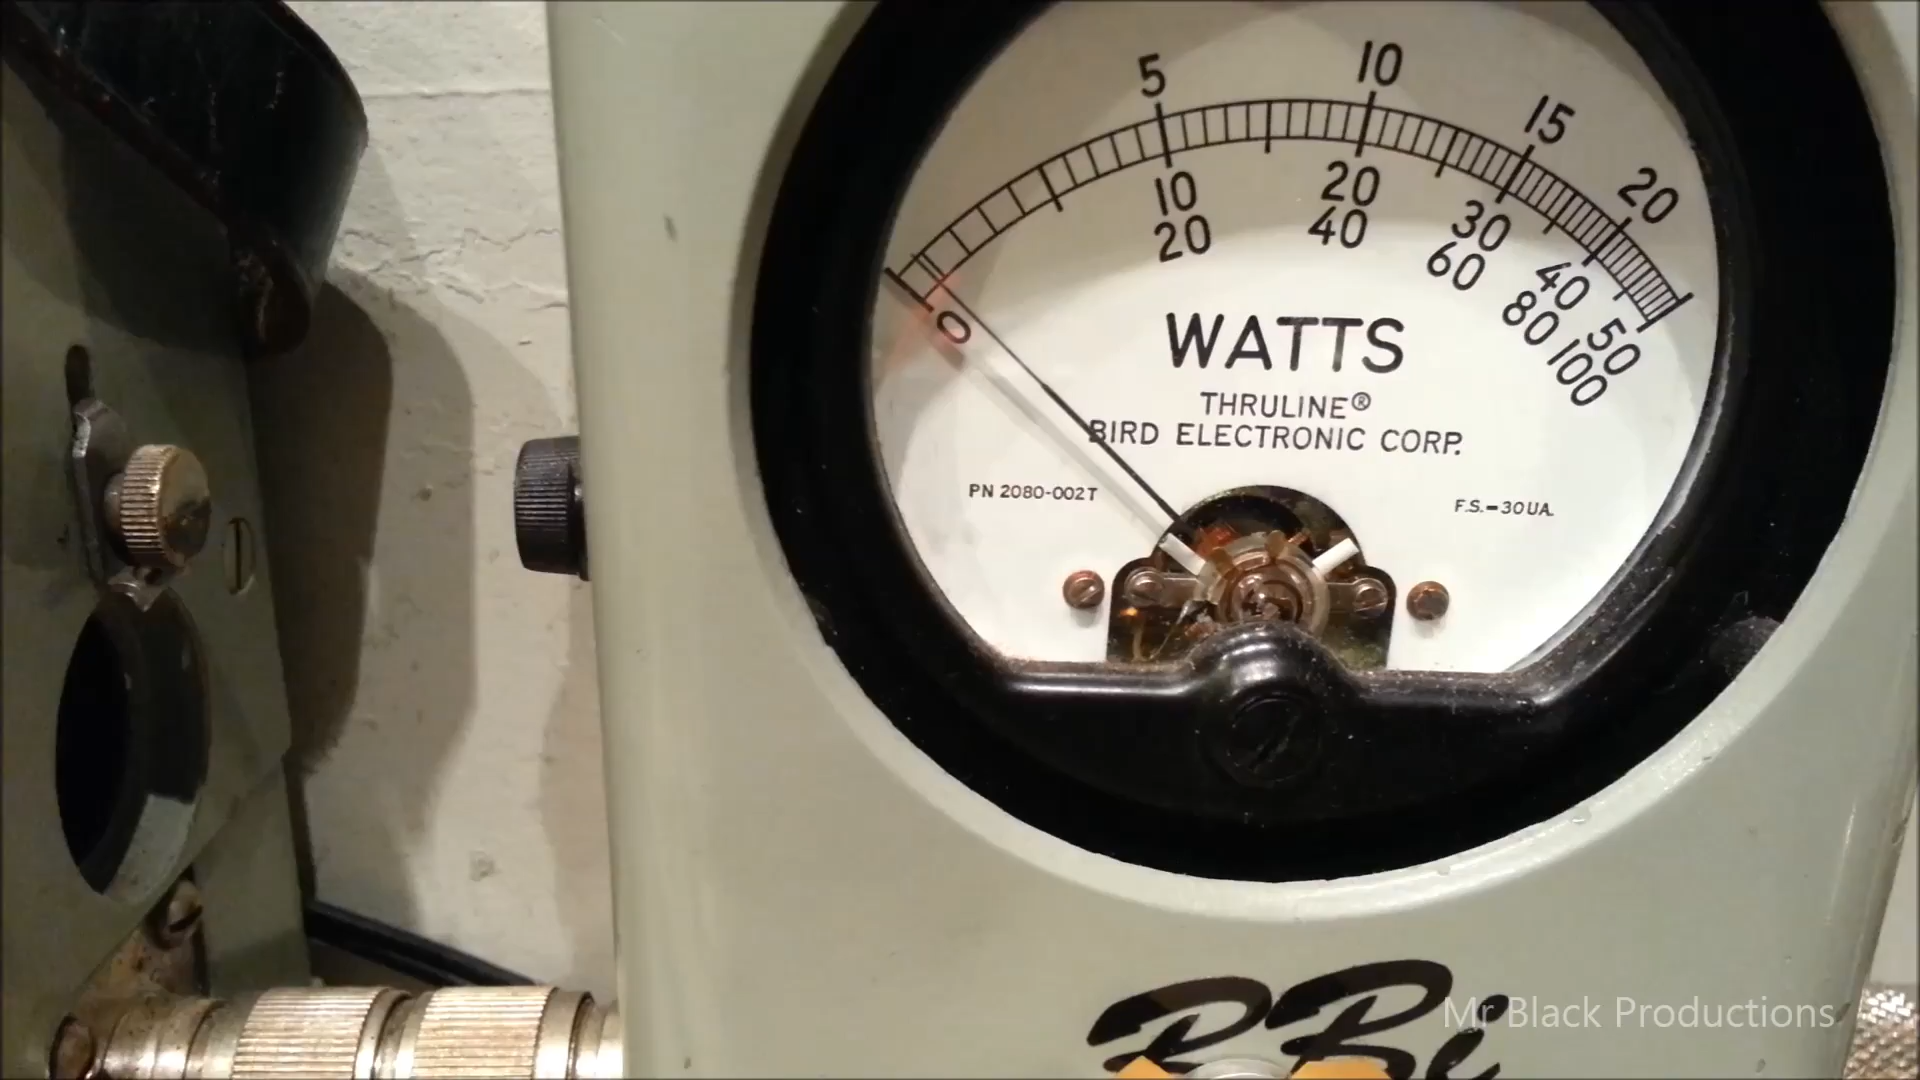 5 10 15 20
10 20 30 40 50
20 40 60 80 100
0
WATTS
THRULINE®
BIRD ELECTRONIC CORP.
PN 2080-002T
F.S.=30UA.
Mr Black Productions